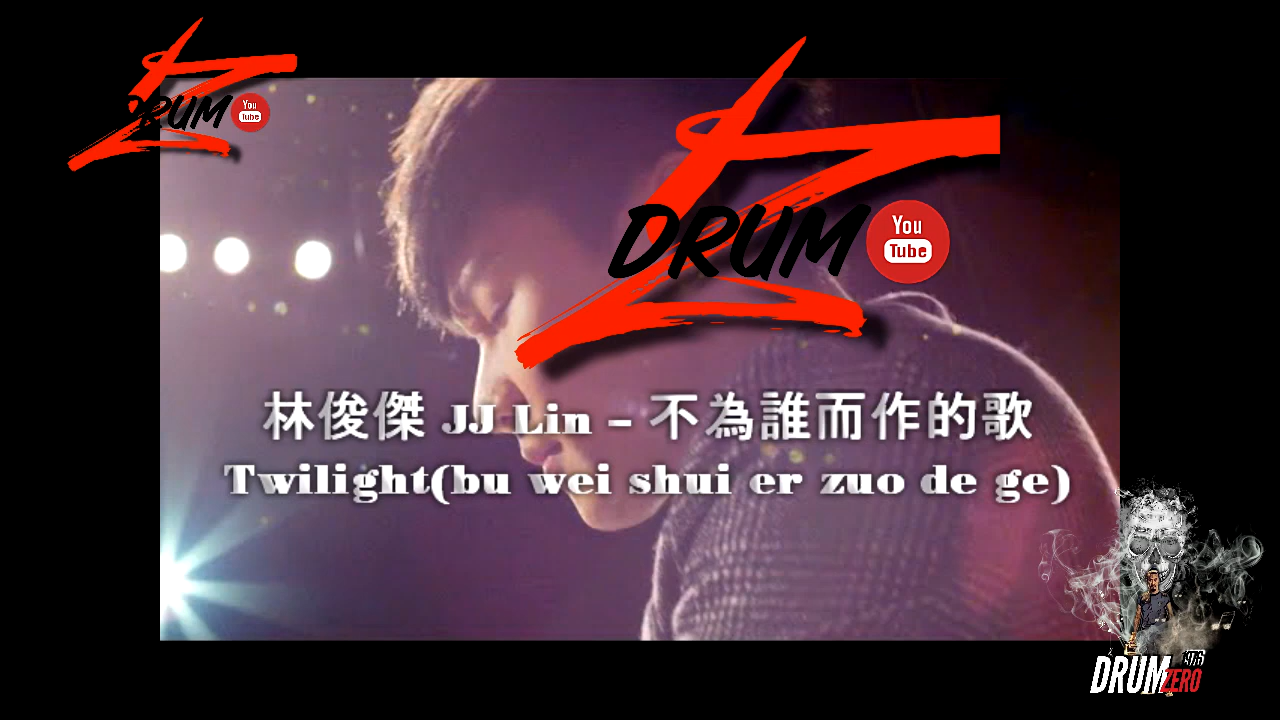 DRUM
You
Tube
DRUM
You
Tube
林俊傑 JJ Lin – 不為誰而作的歌
Twilight(bu wei shui er zuo de ge)
DRUM 1976
ZERO